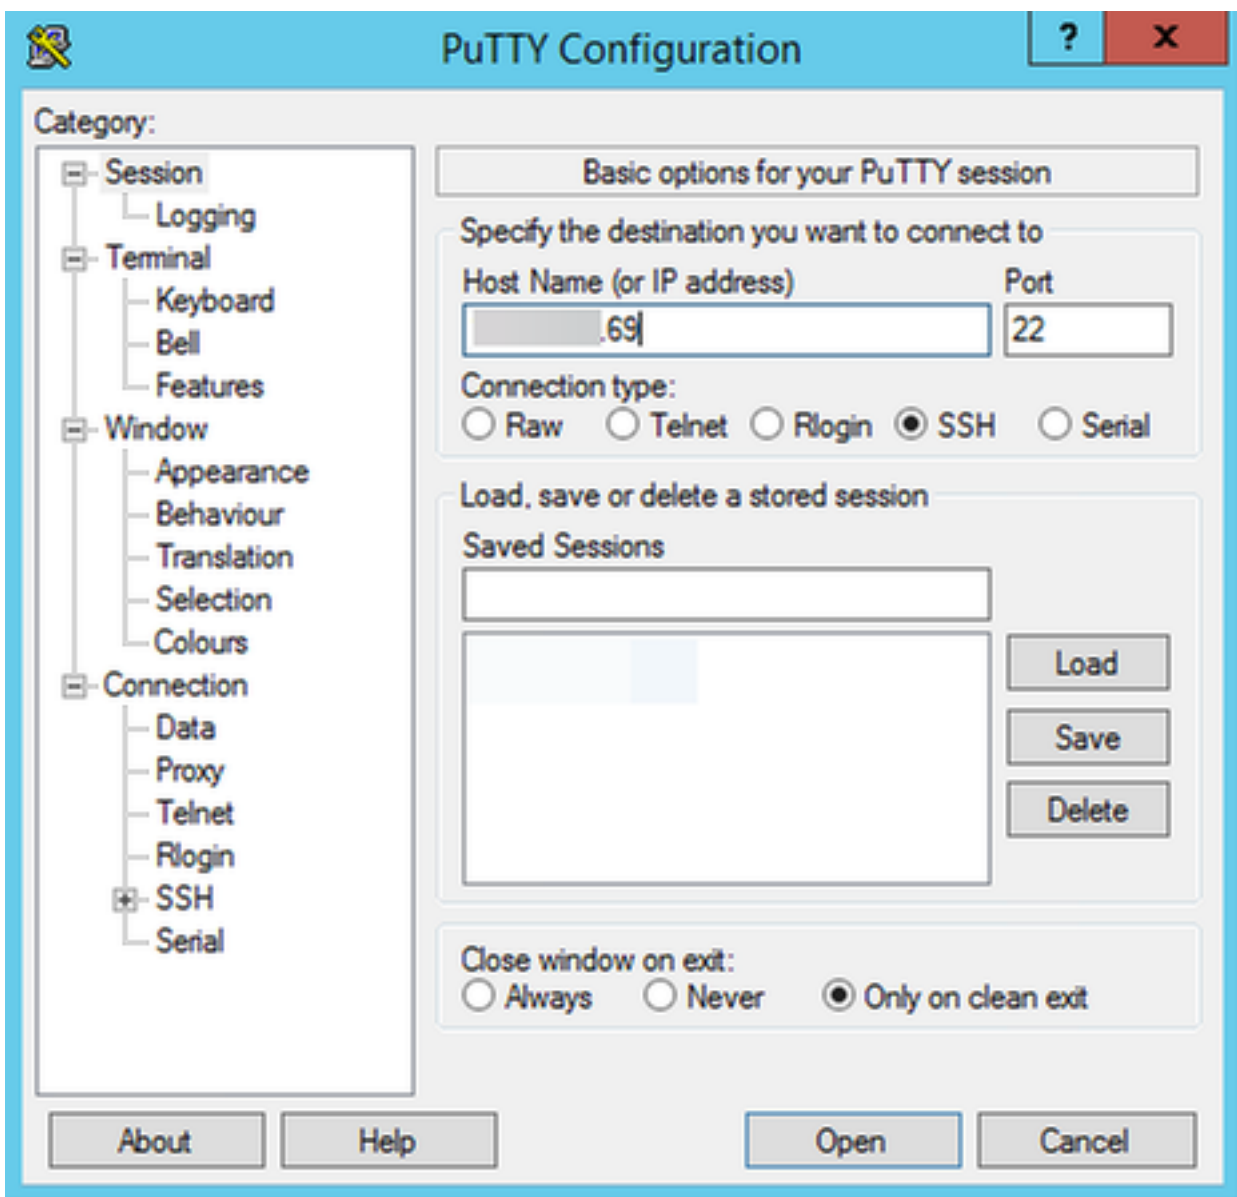 PuTTY Configuration
?
x
Category:
Session
Logging
Terminal
Keyboard
Bell
Features
Window
Appearance
Behaviour
Translation
Selection
Colours
Connection
Data
Proxy
Telnet
Rlogin
SSH
Serial
Basic options for your PuTTY session
Specify the destination you want to connect to
Host Name (or IP address) Port
.69 22
Connection type:
Raw Telnet Rlogin SSH Serial
Load, save or delete a stored session
Saved Sessions
Load
Save
Delete
Close window on exit:
Always Never Only on clean exit
About Help Open Cancel